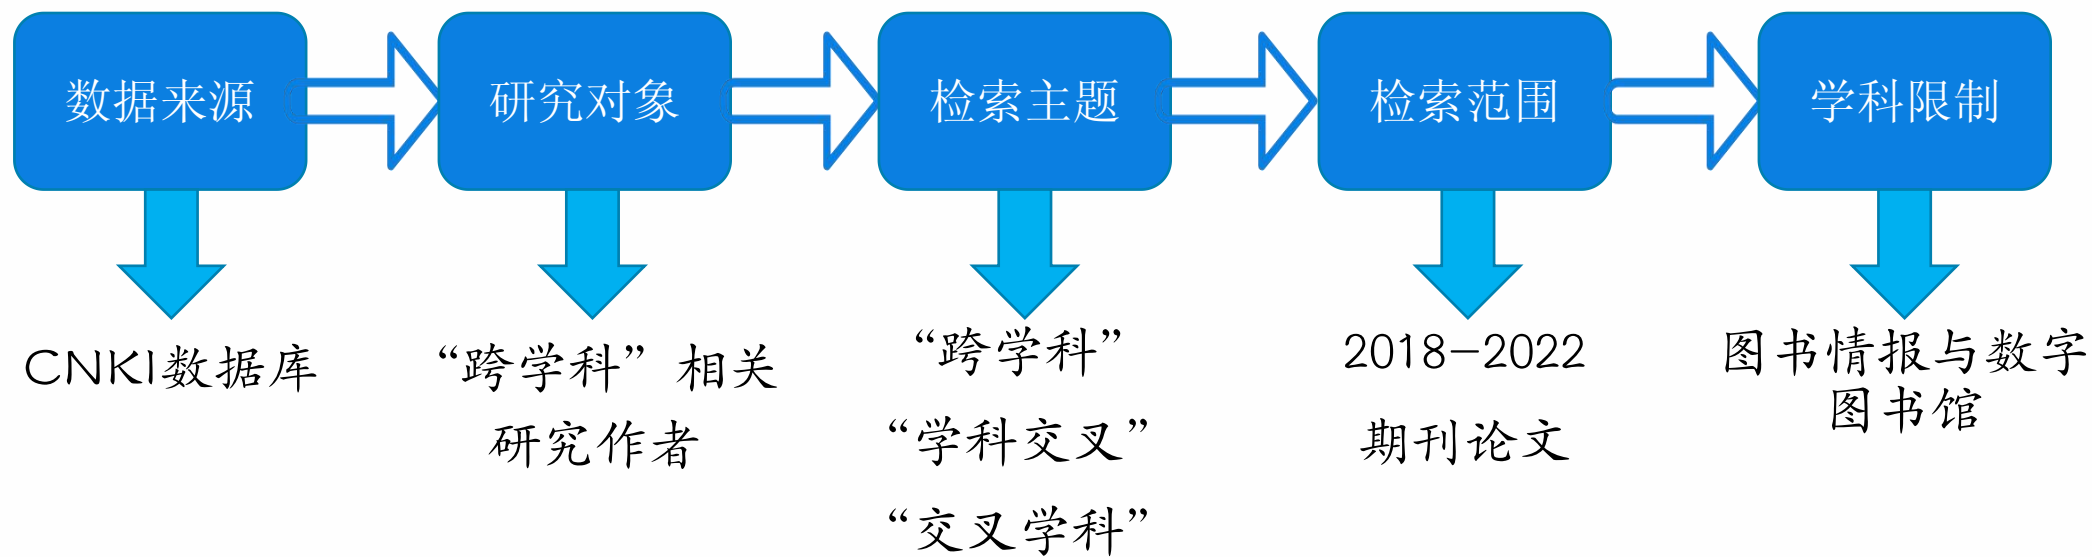 数据来源
研究对象
检索主题
检索范围
学科限制
CNKI数据库
“跨学科”相关
研究作者
“跨学科”
“学科交叉”
“交叉学科”
2018-2022
期刊论文
图书情报与数字
图书馆